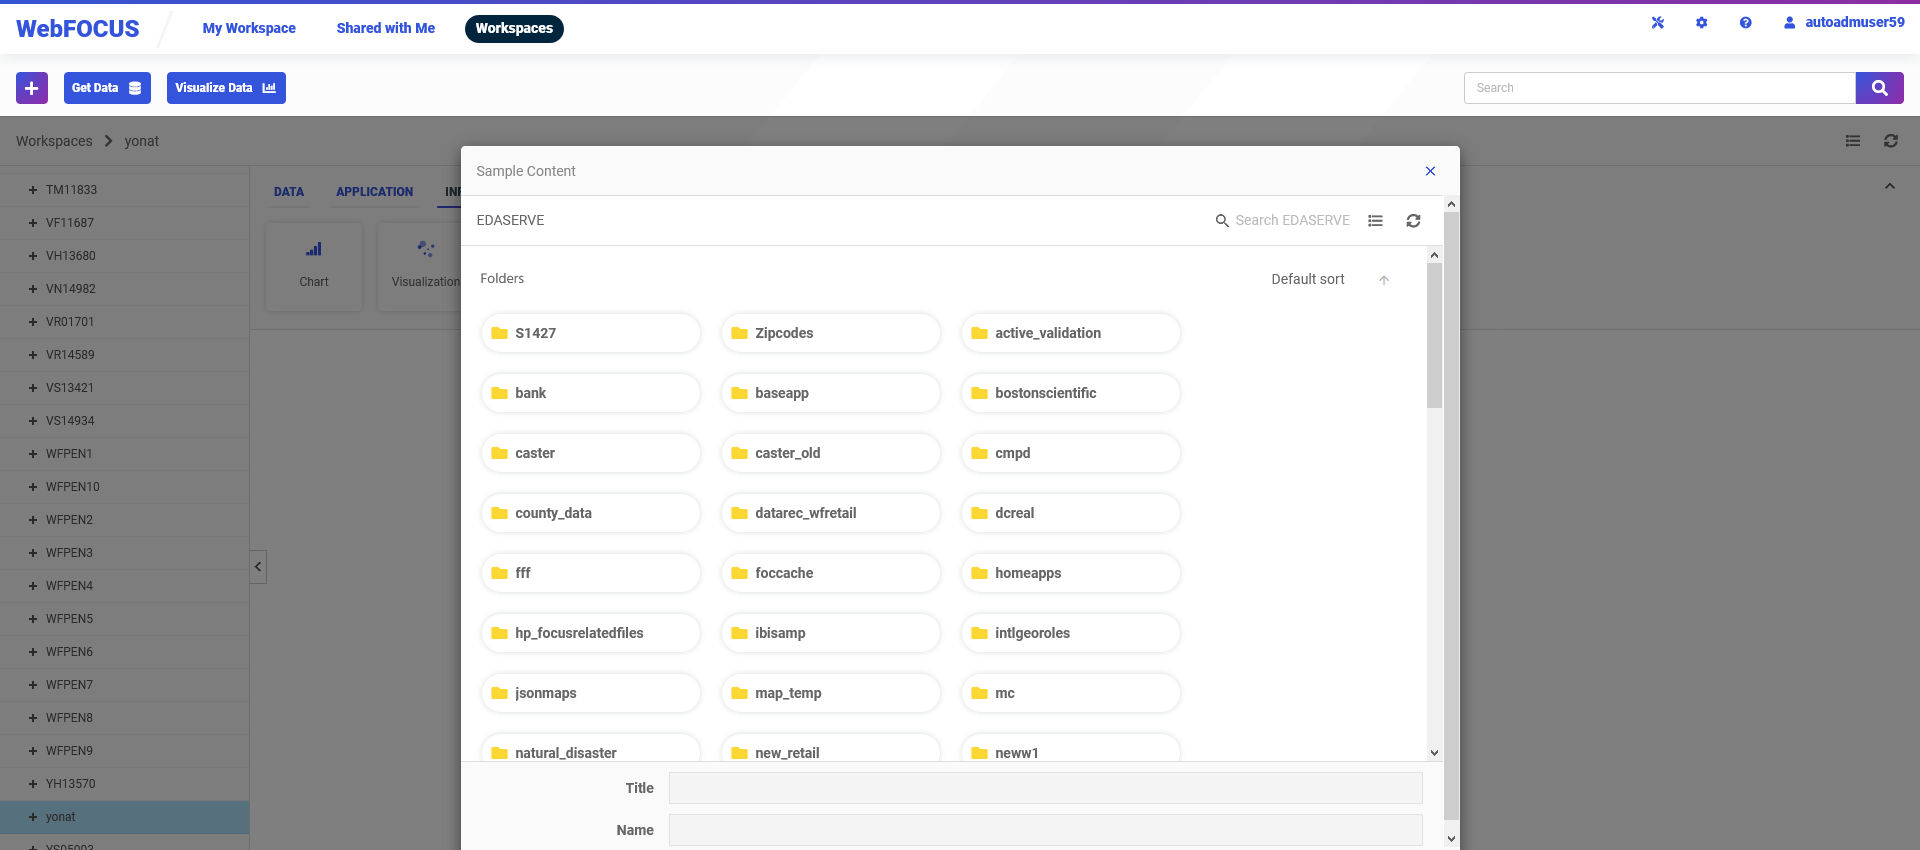 WebFOCUS
My Workspace
Shared with Me
Workspaces
autoadmuser59
Get Data
Visualize Data
Search
Workspaces > yonat
TM11833
VF11687
VH13680
VN14982
VR01701
VR14589
VS13421
VS14934
WFPEN1
WFPEN10
WFPEN2
WFPEN3
WFPEN4
WFPEN5
WFPEN6
WFPEN7
WFPEN8
WFPEN9
YH13570
yonat
DATA
APPLICATION
Chart
Visualization
Sample Content
EDASERVE
Search EDASERVE
Folders
Default sort
S1427
Zipcodes
active_validation
bank
baseapp
bostonscientific
caster
caster_old
cmpd
county_data
datarec_wfretail
dcreal
fff
foccache
homeapps
hp_focusrelatedfiles
ibisamp
intlgeoroles
jsonmaps
map_temp
mc
natural_disaster
new_retail
neww1
Title
Name